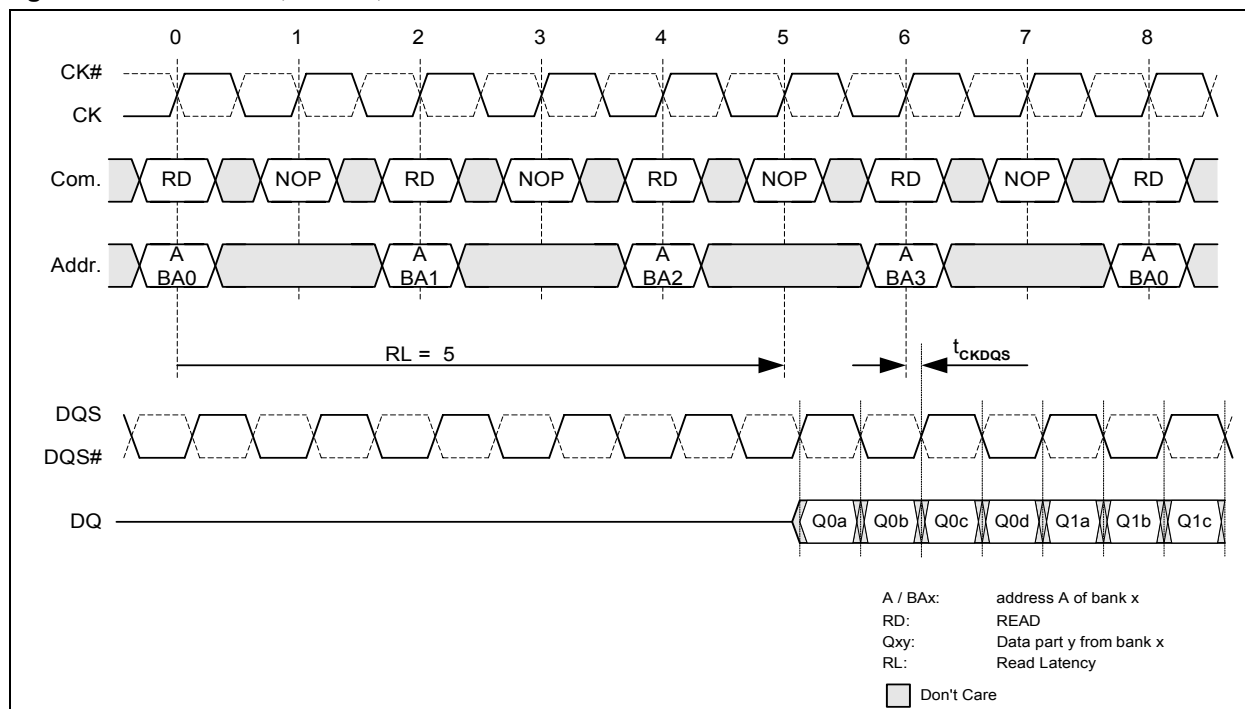 0 1 2 3 4 5 6 7 8
CK#
CK
Com. RD NOP RD NOP RD NOP RD NOP RD
Addr. A BA0 A BA1 A BA2 A BA3 A BA0
RL = 5 tCKDQS
DQS
DQS#
DQ Q0a Q0b Q0c Q0d Q1a Q1b Q1c
A / BAx: address A of bank x
RD: READ
Qxy: Data part y from bank x
RL: Read Latency
Don't Care